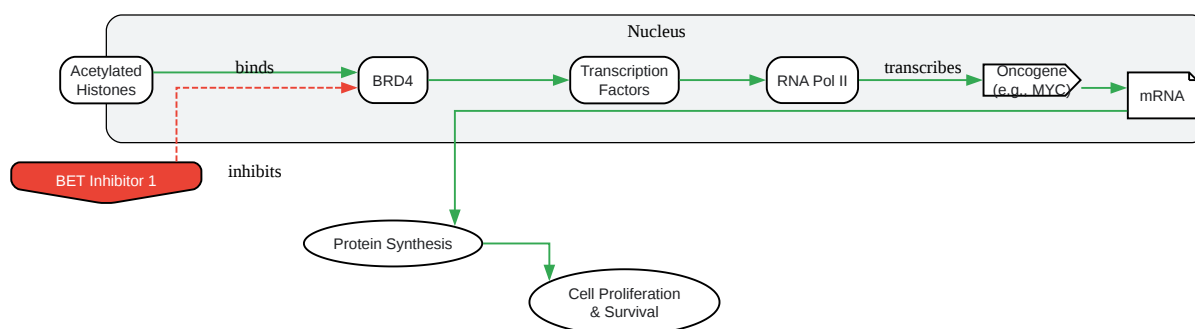 Nucleus
Acetylated
Histones
binds
BRD4
Transcription
Factors
RNA Pol II
transcribes
Oncogene
(e.g., MYC)
mRNA
BET Inhibitor 1
inhibits
Protein Synthesis
Cell Proliferation
& Survival